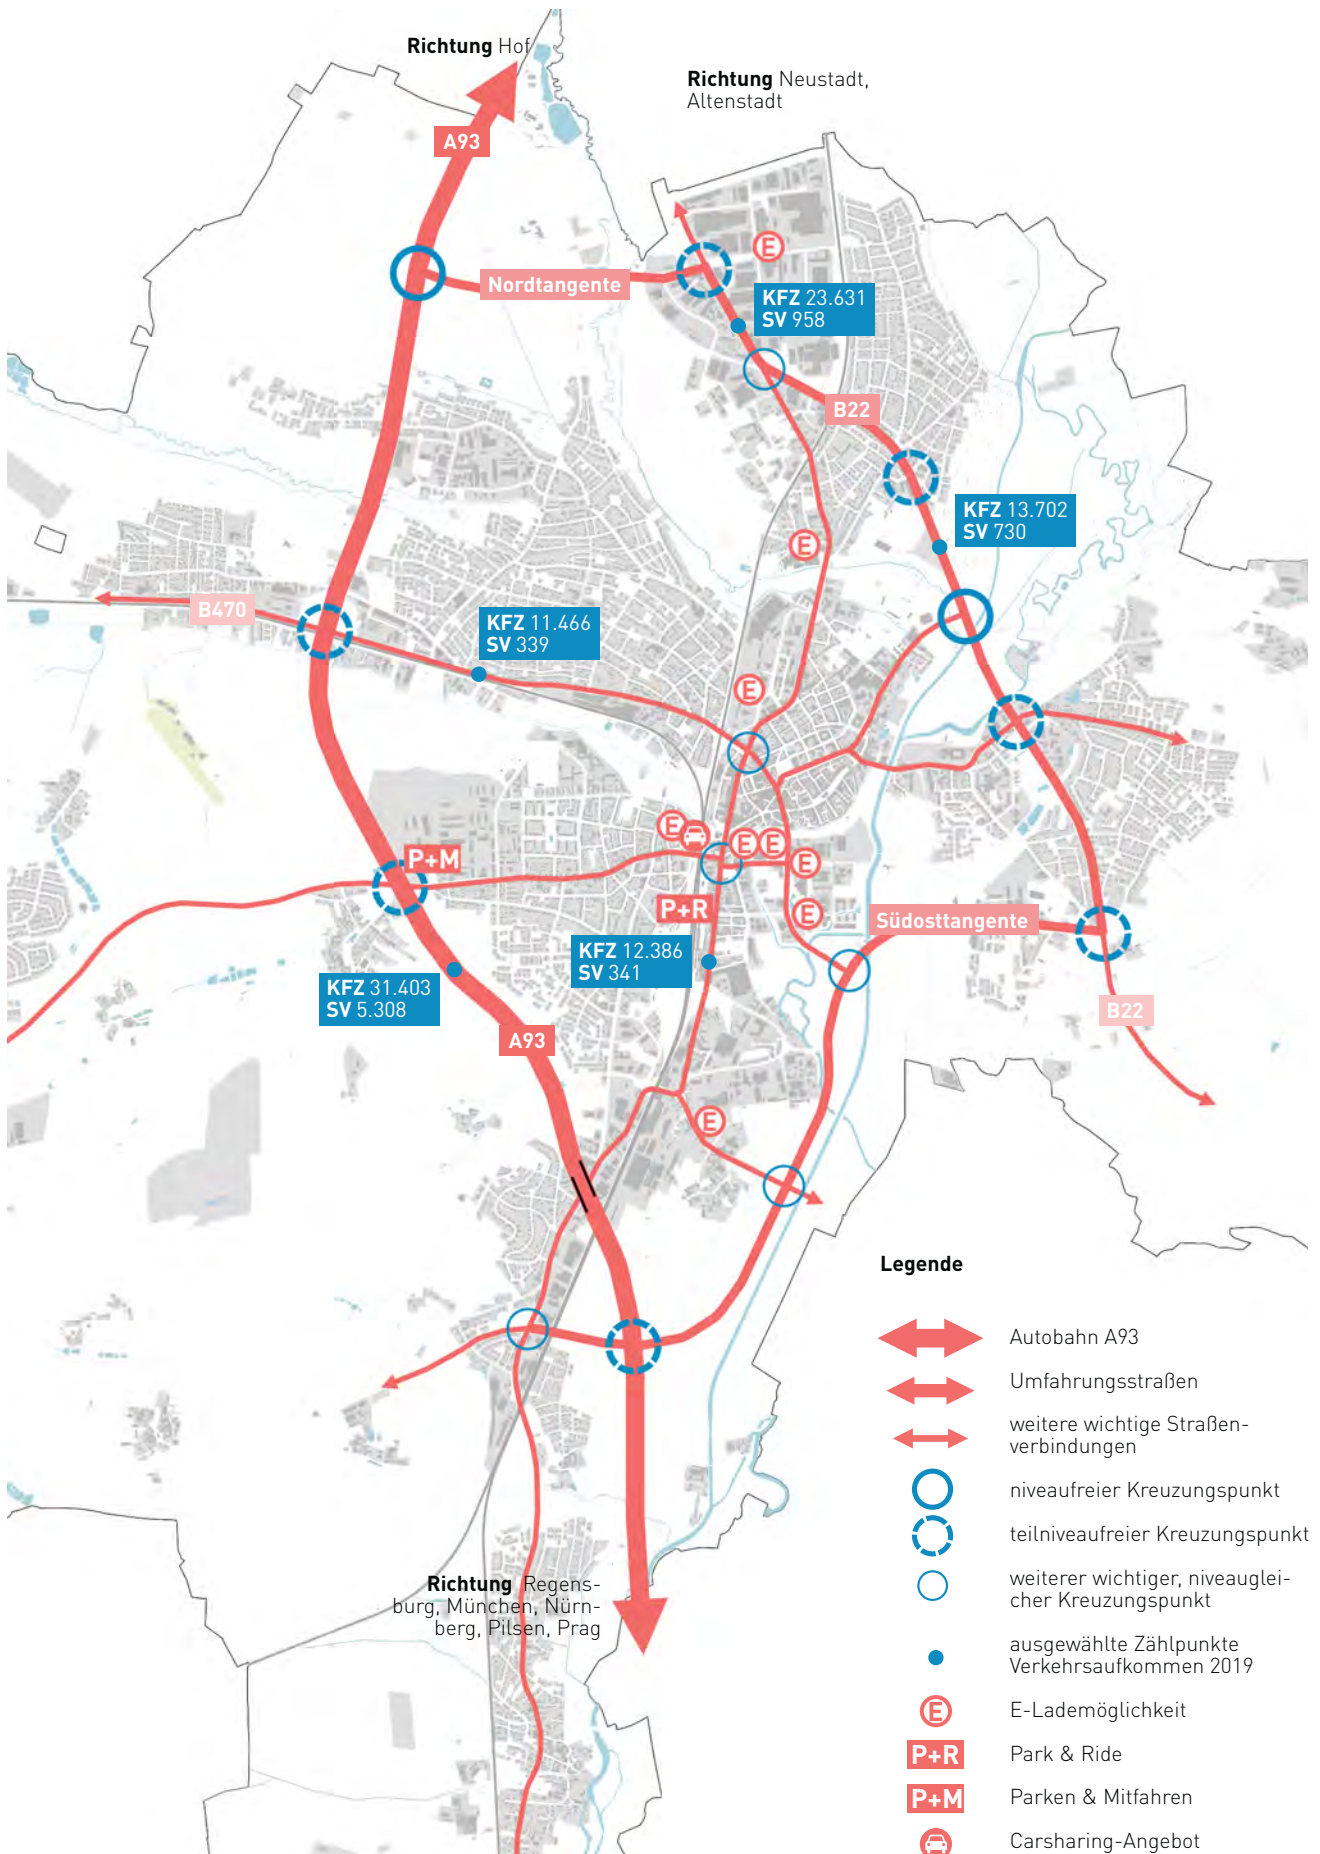 Richtung Hof
Richtung Neustadt,
Altenstadt
A93
E
Nordtangente
KFZ 23.631
SV 958
B22
KFZ 13.702
SV 730
E
B470
KFZ 11.466
SV 339
E
E
E
E
P+M
E
P+R
E
Südosttangente
KFZ 12.386
SV 341
KFZ 31.403
SV 5.308
B22
A93
E
Richtung Regens-
burg, München, Nürn-
berg, Pilsen, Prag
Legende
Autobahn A93
Umfahrungsstraßen
weitere wichtige Straßen-
verbindungen
niveaufreier Kreuzungspunkt
teilniveaufreier Kreuzungspunkt
weiterer wichtiger, niveauglei-
cher Kreuzungspunkt
ausgewählte Zählpunkte
Verkehrsaufkommen 2019
E E-Lademöglichkeit
P+R Park & Ride
P+M Parken & Mitfahren
Carsharing-Angebot